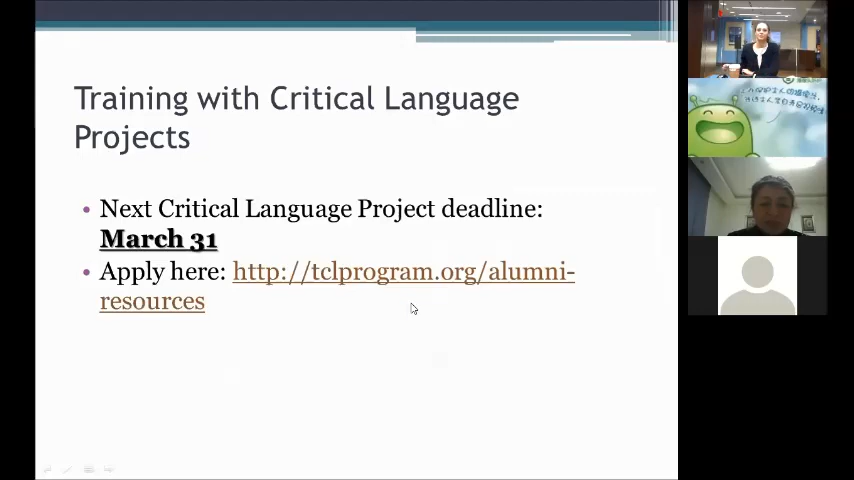 Training with Critical Language
Projects
• Next Critical Language Project deadline:
March 31
• Apply here: http://tclprogram.org/alumni-
resources